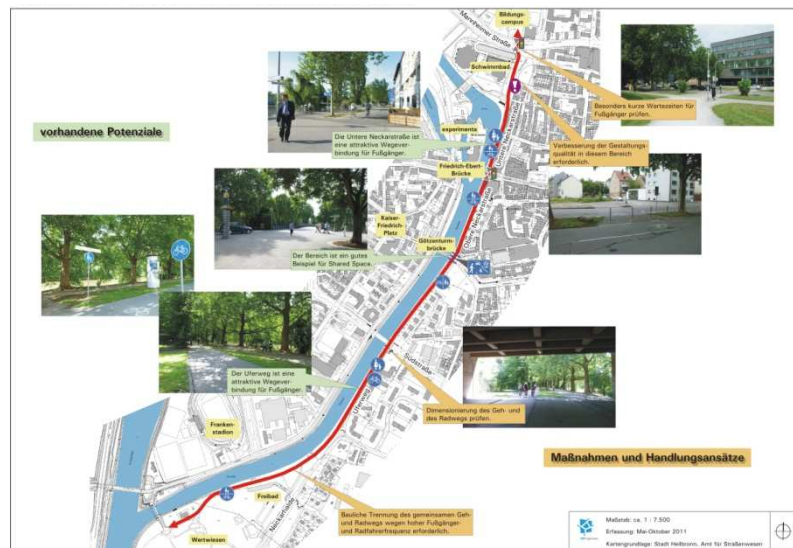 Bildungs-
campus
Mannheimer Straße
Schwimmbad
Besonders kurze Wartezeiten für
Fußgänger prüfen.
vorhandene Potenziale
Die Untere Neckarstraße ist
eine attraktive Wegever-
bindung für Fußgänger.
experimenta
Verbesserung der Gestaltungs-
qualität in diesem Bereich
erforderlich.
Friedrich-Ebert-
Brücke
Kaiser-
Friedrich-
Platz
Obere Neckarstraße
Götzenturm-
brücke
Der Bereich ist ein gutes
Beispiel für Shared Space.
Südstraße
Der Uferweg ist eine
attraktive Wegever-
bindung für Fußgänger.
Uferweg
Dimensionierung des Geh- und
des Radwegs prüfen.
Franken-
stadion
Maßnahmen und Handlungsansätze
Freibad
Neckarhalde
Bauliche Trennung des gemeinsamen Geh-
und Radwegs wegen hoher Fußgänger-
und Radfahrerfrequenz erforderlich.
Wertwiesen
Maßstab: ca. 1 : 7.500
Erfassung: Mai-Oktober 2011
Kartengrundlage: Stadt Heilbronn, Amt für Straßenwesen